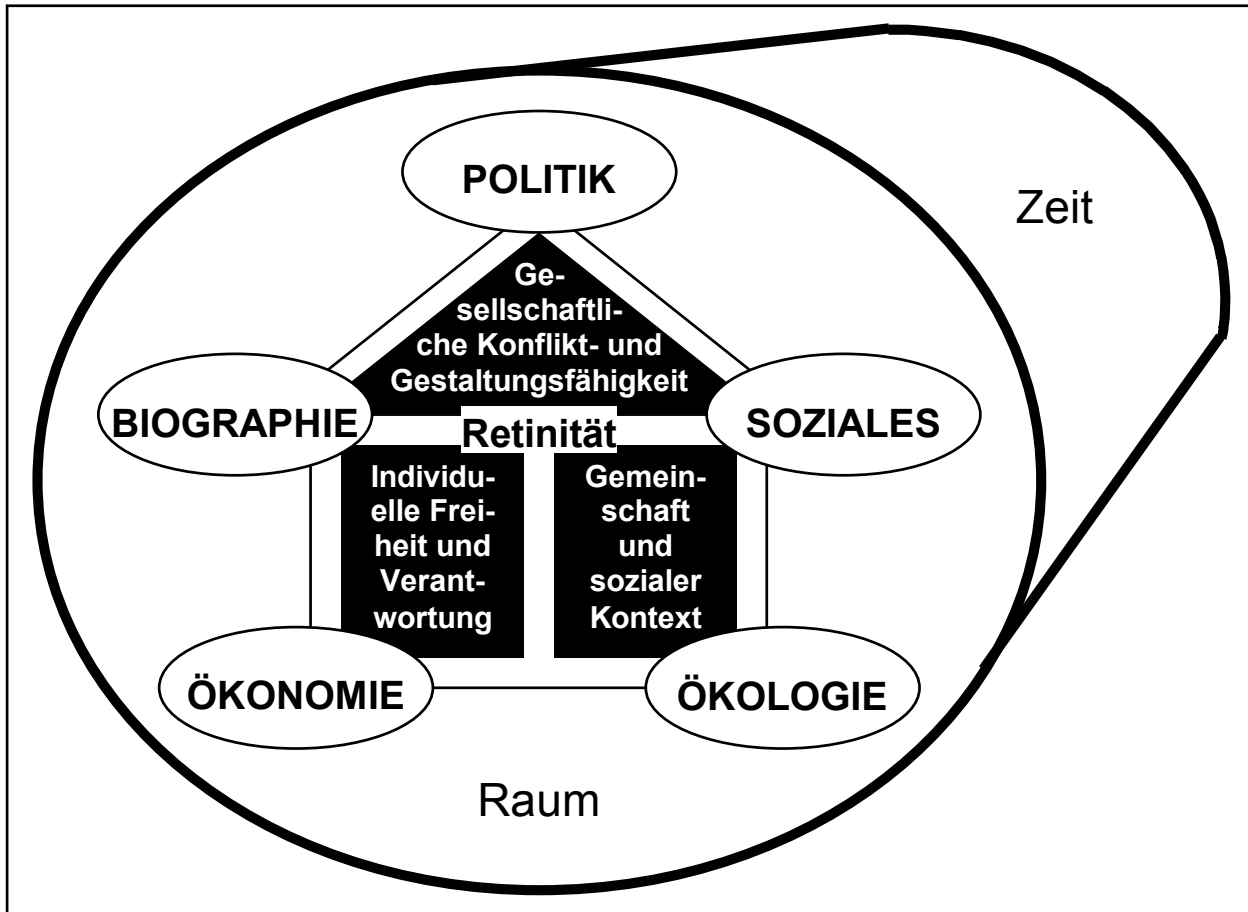 POLITIK
Zeit
Ge-
sellschaftli-
che Konflikt- und
Gestaltungsfähigkeit
BIOGRAPHIE
SOZIALES
Retinität
Individu-
elle Frei-
heit und
Verant-
wortung
Gemein-
schaft
und
sozialer
Kontext
ÖKONOMIE
ÖKOLOGIE
Raum